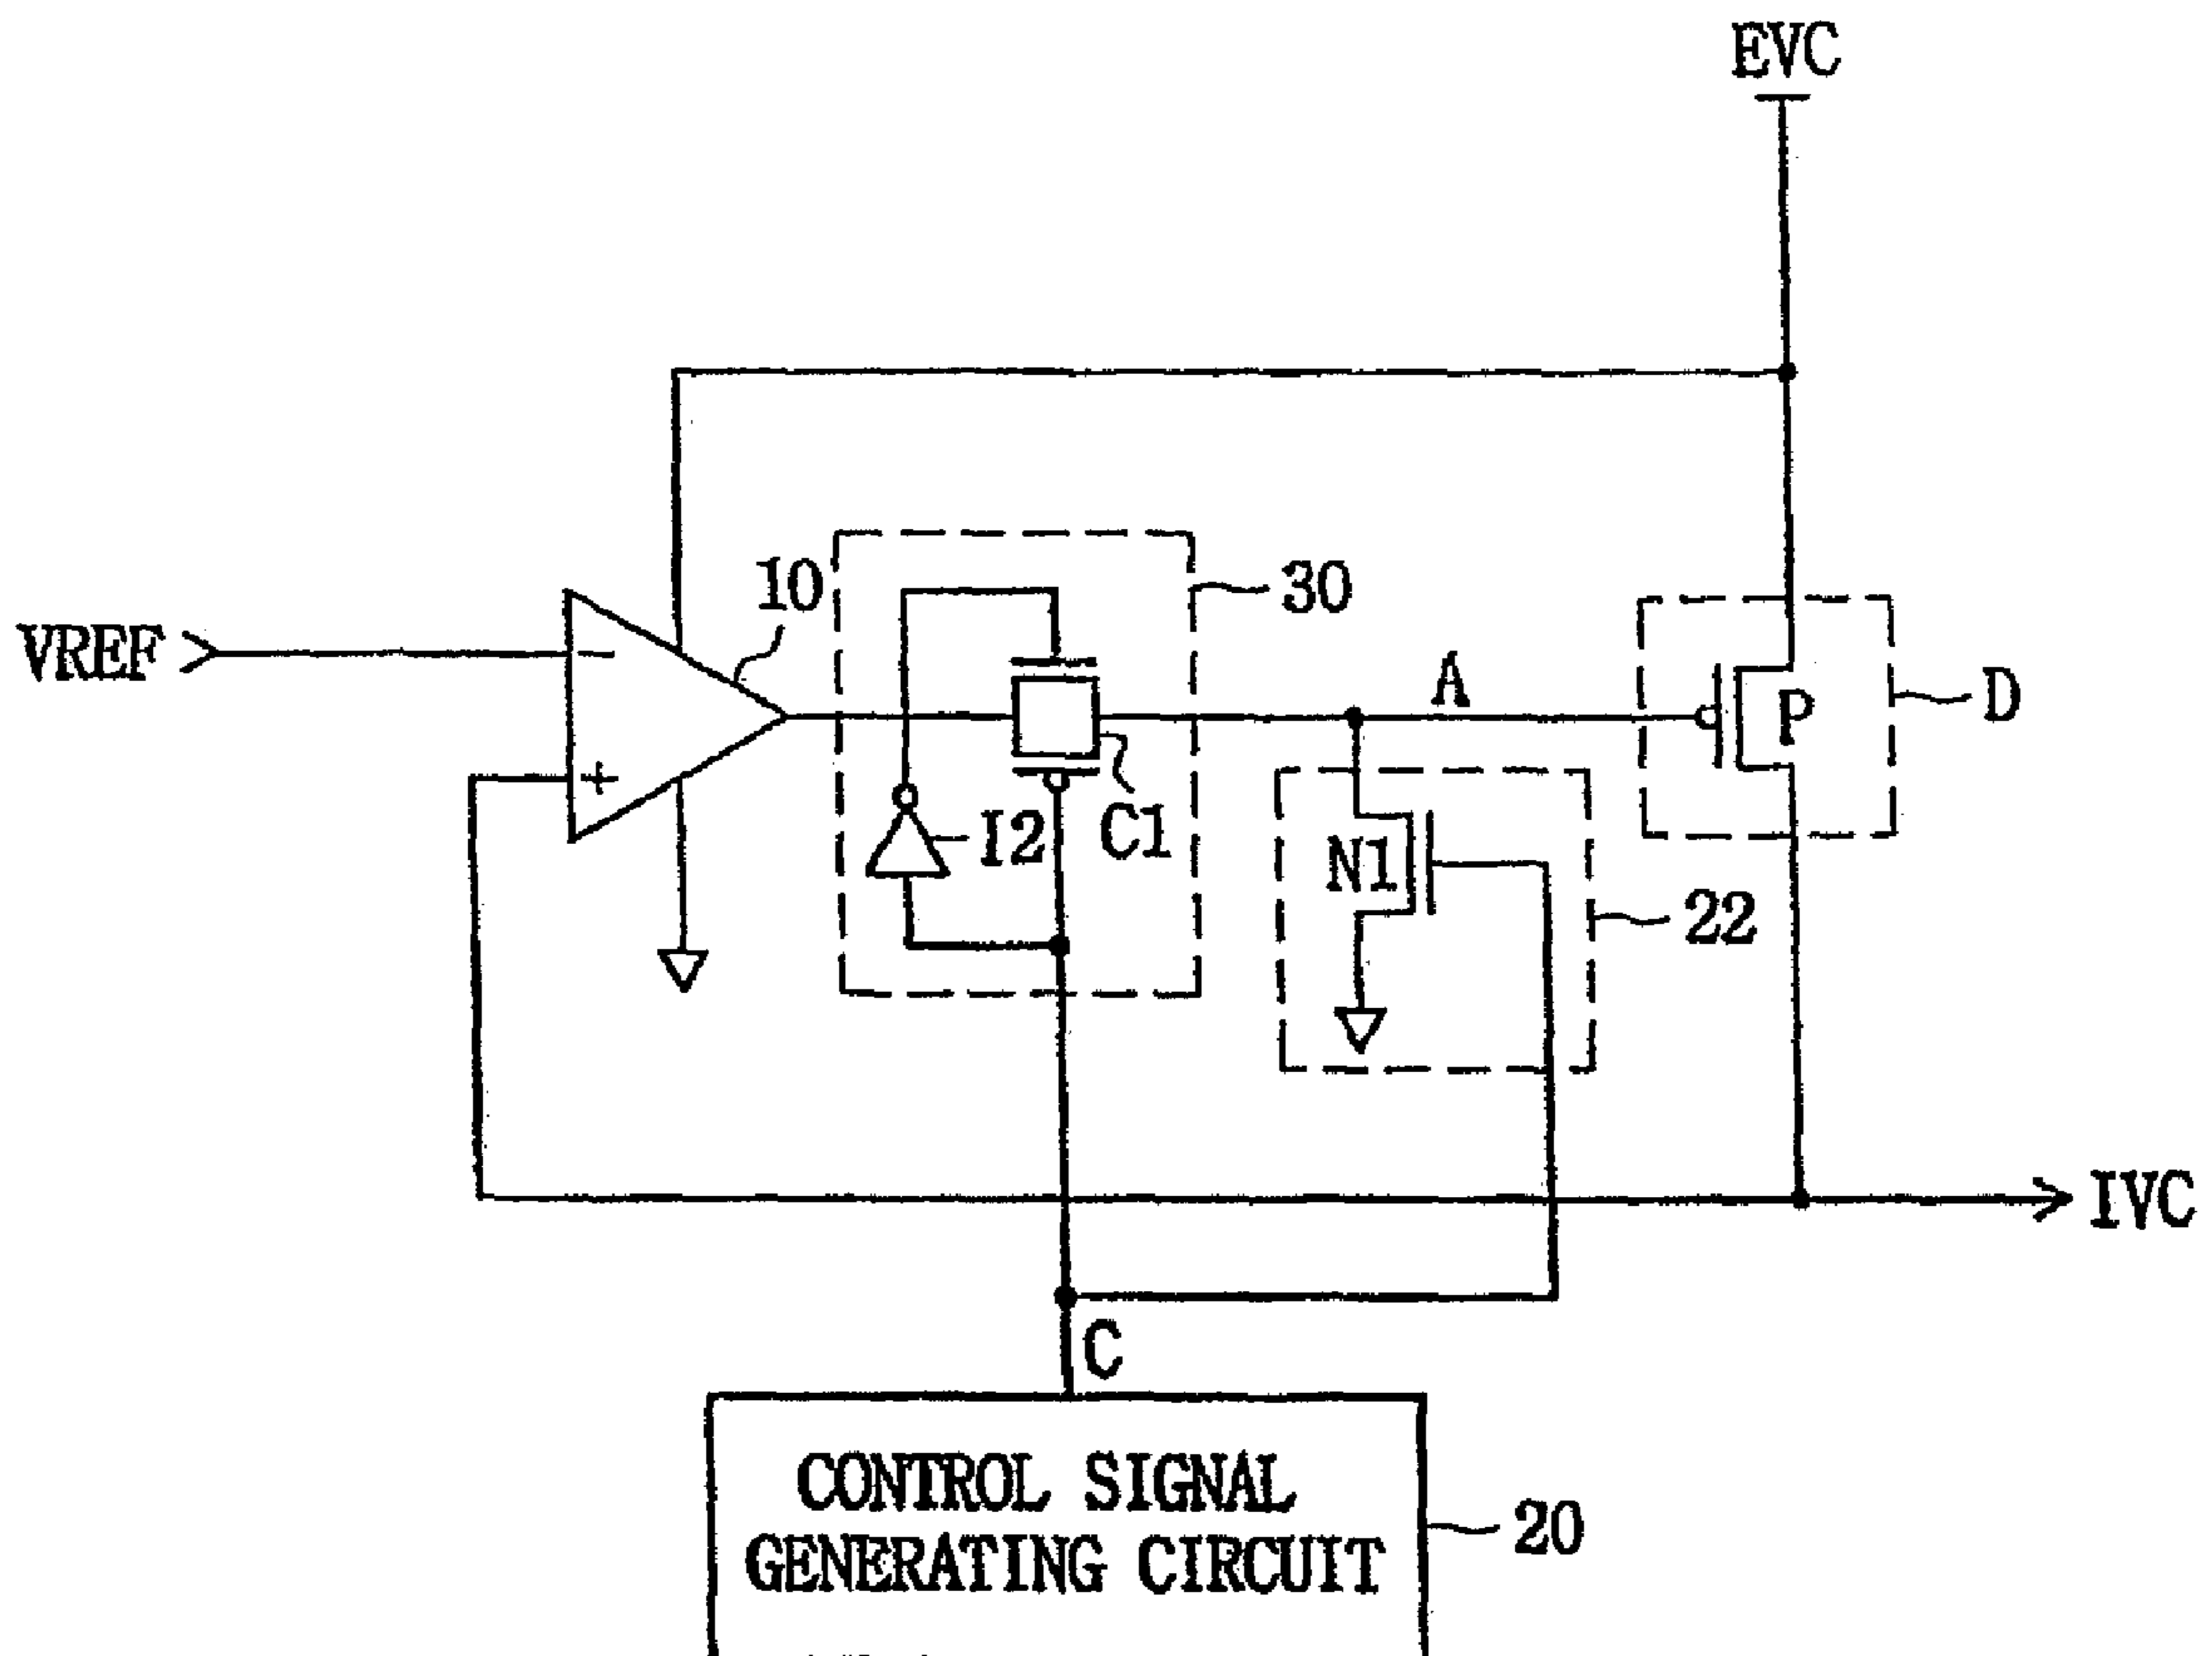 EVC
10
30
VREF
−
A
P
D
+
I2
C1
N1
22
IVC
C
CONTROL SIGNAL
GENERATING CIRCUIT
20